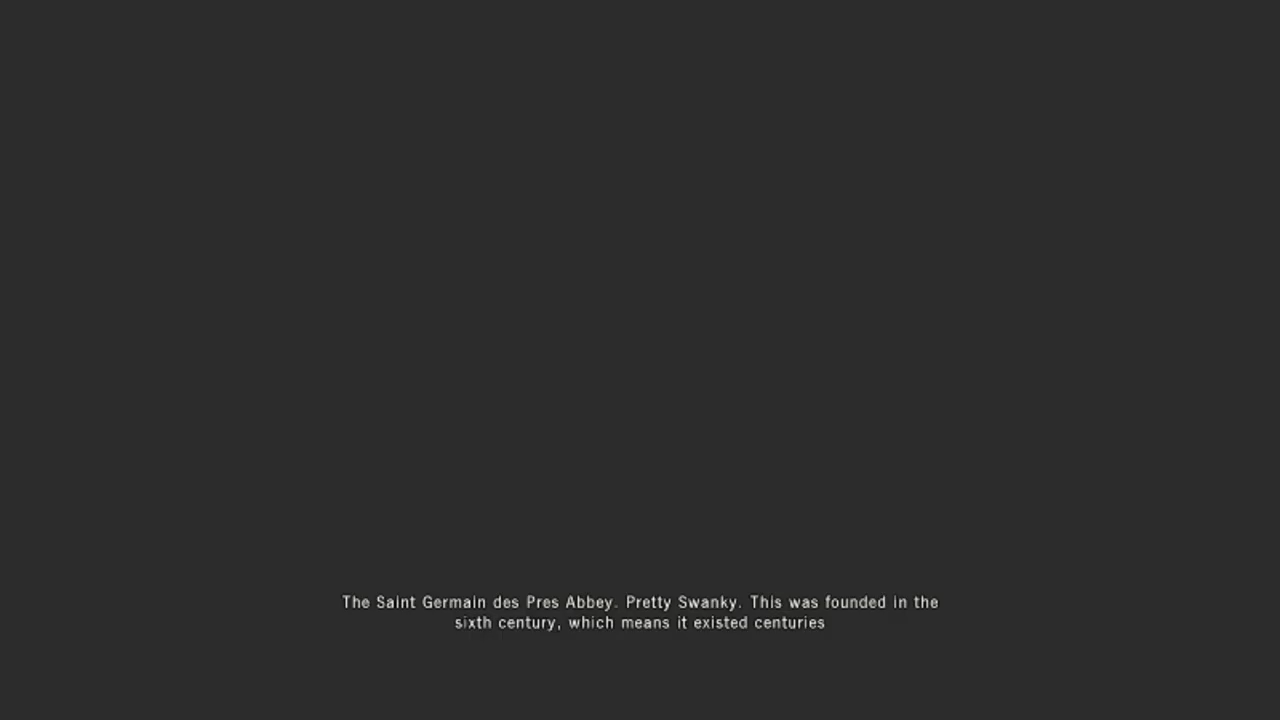 The Saint Germain des Pres Abbey. Pretty Swanky. This was founded in the
sixth century, which means it existed centuries